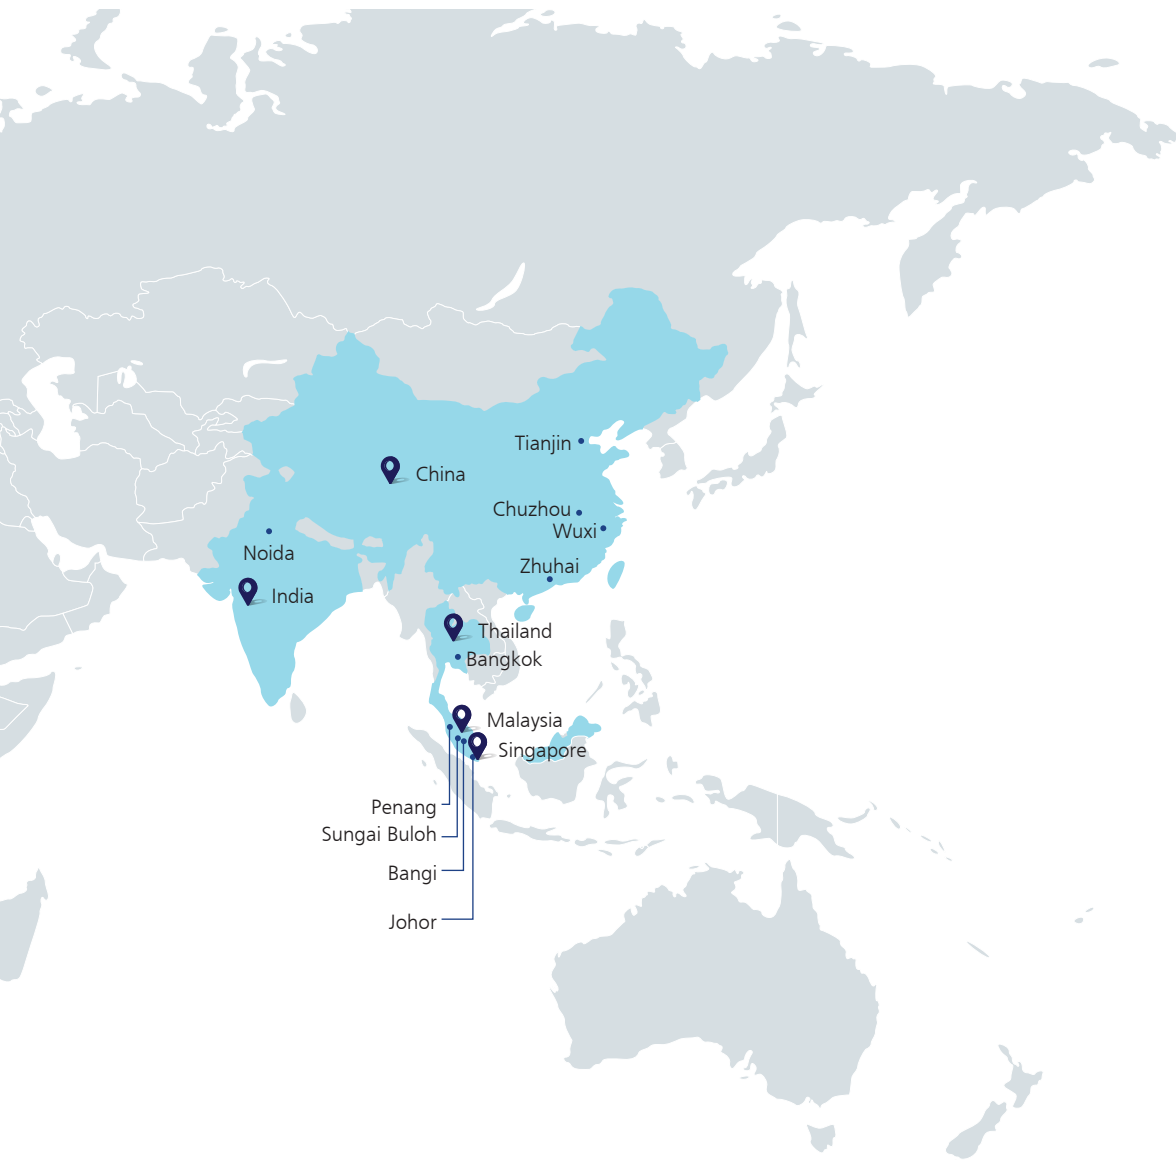 Tianjin
China
Chuzhou
Wuxi
Noida
Zhuhai
India
Thailand
Bangkok
Malaysia
Singapore
Penang
Sungai Buloh
Bangi
Johor